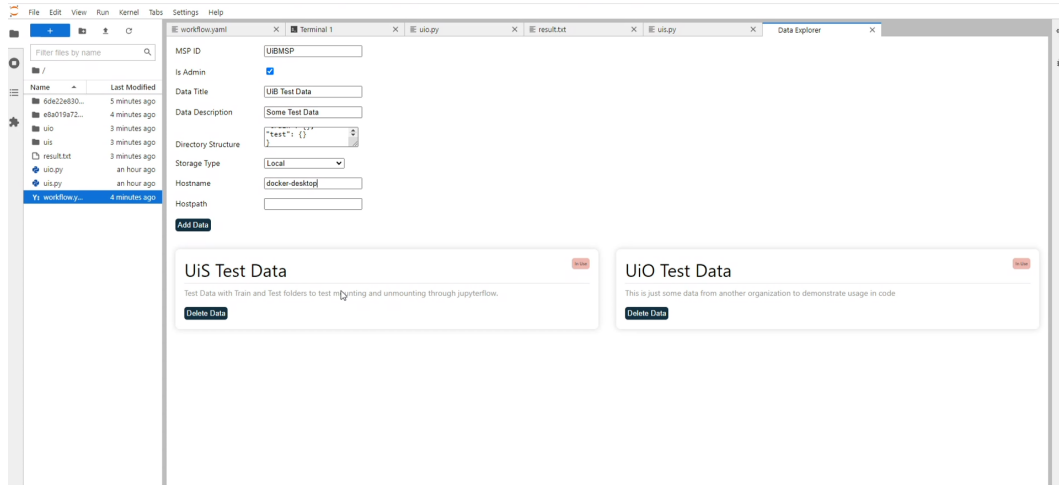 File Edit View Run Kernel Tabs Settings Help
workflow.yaml
Terminal 1
uio.py
result.txt
uis.py
Data Explorer
Filter files by name
/
Name Last Modified
6de22e830... 5 minutes ago
e8a019a72... 4 minutes ago
uio 3 minutes ago
uis 3 minutes ago
result.txt 3 minutes ago
uio.py an hour ago
uis.py an hour ago
workflow.y... 4 minutes ago
MSP ID UiBMSP
Is Admin
Data Title UiB Test Data
Data Description Some Test Data
"test": {}
}
Directory Structure
Storage Type Local
Hostname docker-desktop
Hostpath
Add Data
UiS Test Data
In Use
Test Data with Train and Test folders to test mounting and unmounting through jupyterflow.
Delete Data
UiO Test Data
In Use
This is just some data from another organization to demonstrate usage in code
Delete Data